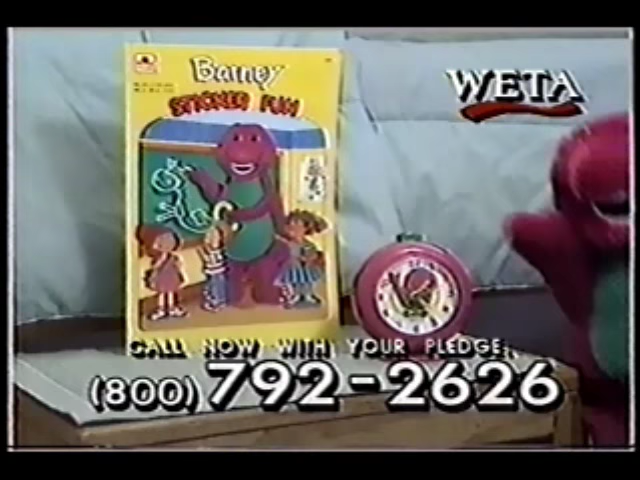 Barney
STICKER FUN
WETA
CALL NOW WITH YOUR PLEDGE
(800) 792-2626